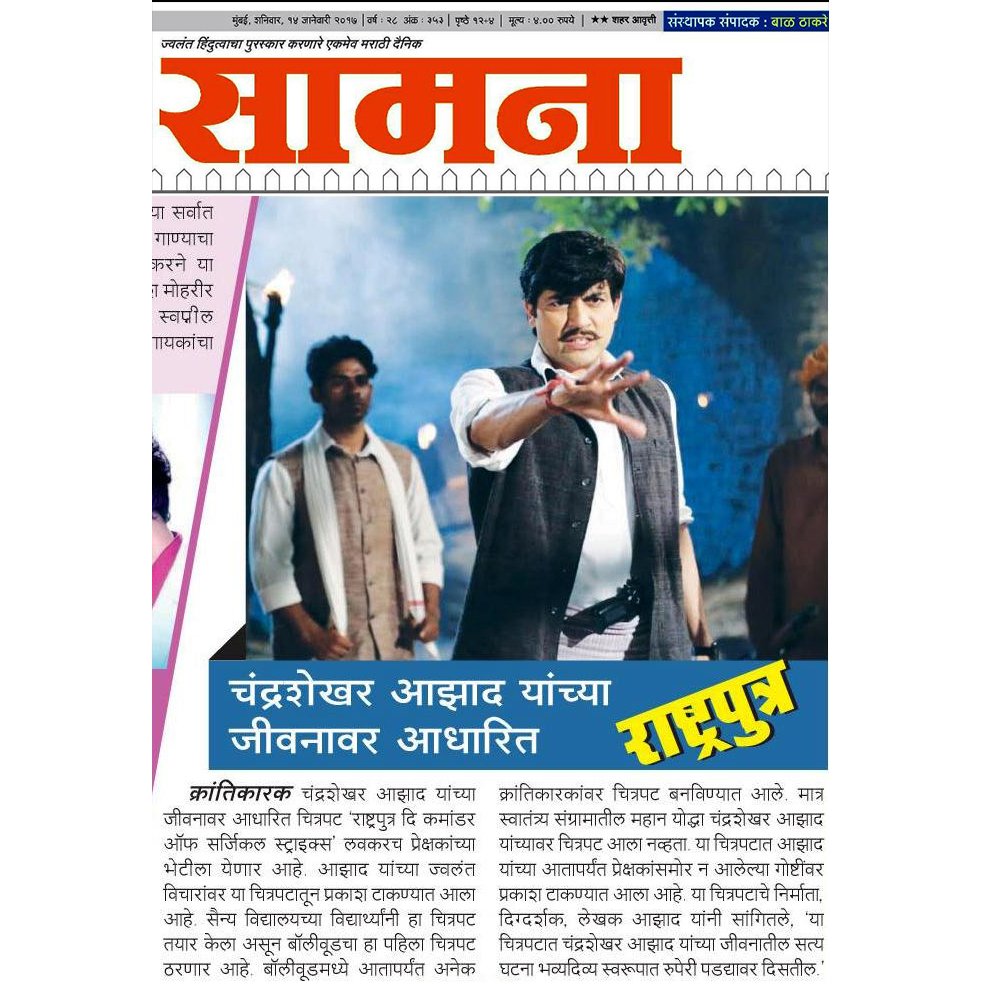 मुंबई, शनिवार, १४ जानेवारी २०१७ | वर्ष : २८ अंक : ३५३ | पृष्ठे १२+४ | मूल्य : ४.०० रुपये | ★★ शहर आवृत्ती
संस्थापक संपादक : बाळ ठाकरे
ज्वलंत हिंदुत्वाचा पुरस्कार करणारे एकमेव मराठी दैनिक
सामना
या सर्वात
गाण्याचा
करने या
मोहरीर
स्वप्नील
ायकांचा
चंद्रशेखर आझाद यांच्या
जीवनावर आधारित
राष्ट्रपुत्र
क्रांतिकारक चंद्रशेखर आझाद यांच्या
जीवनावर आधारित चित्रपट ‘राष्ट्रपुत्र दि कमांडर
ऑफ सर्जिकल स्ट्राइक्स’ लवकरच प्रेक्षकांच्या
भेटीला येणार आहे. आझाद यांच्या ज्वलंत
विचारांवर या चित्रपटातून प्रकाश टाकण्यात आला
आहे. सैन्य विद्यालयच्या विद्यार्थ्यांनी हा चित्रपट
तयार केला असून बॉलीवूडचा हा पहिला चित्रपट
ठरणार आहे. बॉलीवूडमध्ये आतापर्यंत अनेक
क्रांतिकारकांवर चित्रपट बनविण्यात आले. मात्र
स्वातंत्र्य संग्रामातील महान योद्धा चंद्रशेखर आझाद
यांच्यावर चित्रपट आला नव्हता. या चित्रपटात आझाद
यांच्या आतापर्यंत प्रेक्षकांसमोर न आलेल्या गोष्टींवर
प्रकाश टाकण्यात आला आहे. या चित्रपटाचे निर्माता,
दिग्दर्शक, लेखक आझाद यांनी सांगितले, ‘या
चित्रपटात चंद्रशेखर आझाद यांच्या जीवनातील सत्य
घटना भव्यदिव्य स्वरूपात रुपेरी पडद्यावर दिसतील.’